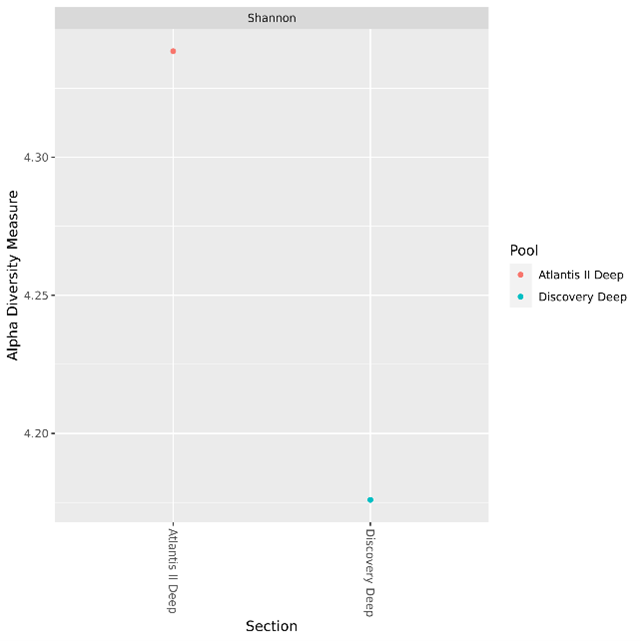 Shannon
4.30
4.25
4.20
Alpha Diversity Measure
Atlantis II Deep
Discovery Deep
Section
Pool
Atlantis II Deep
Discovery Deep